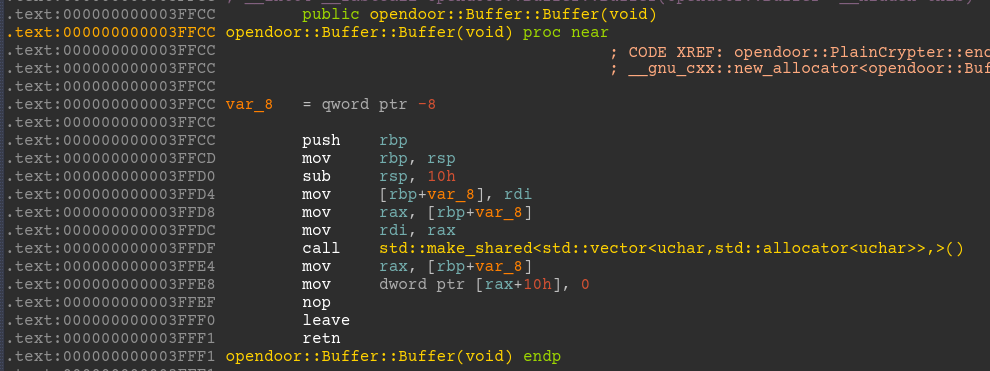 .text:000000000003FFCC public opendoor::Buffer::Buffer(void)
.text:000000000003FFCC opendoor::Buffer::Buffer(void) proc near
.text:000000000003FFCC ; CODE XREF: opendoor::PlainCrypter::enc
.text:000000000003FFCC ; __gnu_cxx::new_allocator<opendoor::Buf
.text:000000000003FFCC
.text:000000000003FFCC var_8 = qword ptr -8
.text:000000000003FFCC
.text:000000000003FFCC push rbp
.text:000000000003FFCD mov rbp, rsp
.text:000000000003FFD0 sub rsp, 10h
.text:000000000003FFD4 mov [rbp+var_8], rdi
.text:000000000003FFD8 mov rax, [rbp+var_8]
.text:000000000003FFDC mov rdi, rax
.text:000000000003FFDF call std::make_shared<std::vector<uchar,std::allocator<uchar>>,>()
.text:000000000003FFE4 mov rax, [rbp+var_8]
.text:000000000003FFE8 mov dword ptr [rax+10h], 0
.text:000000000003FFEF nop
.text:000000000003FFF0 leave
.text:000000000003FFF1 retn
.text:000000000003FFF1 opendoor::Buffer::Buffer(void) endp